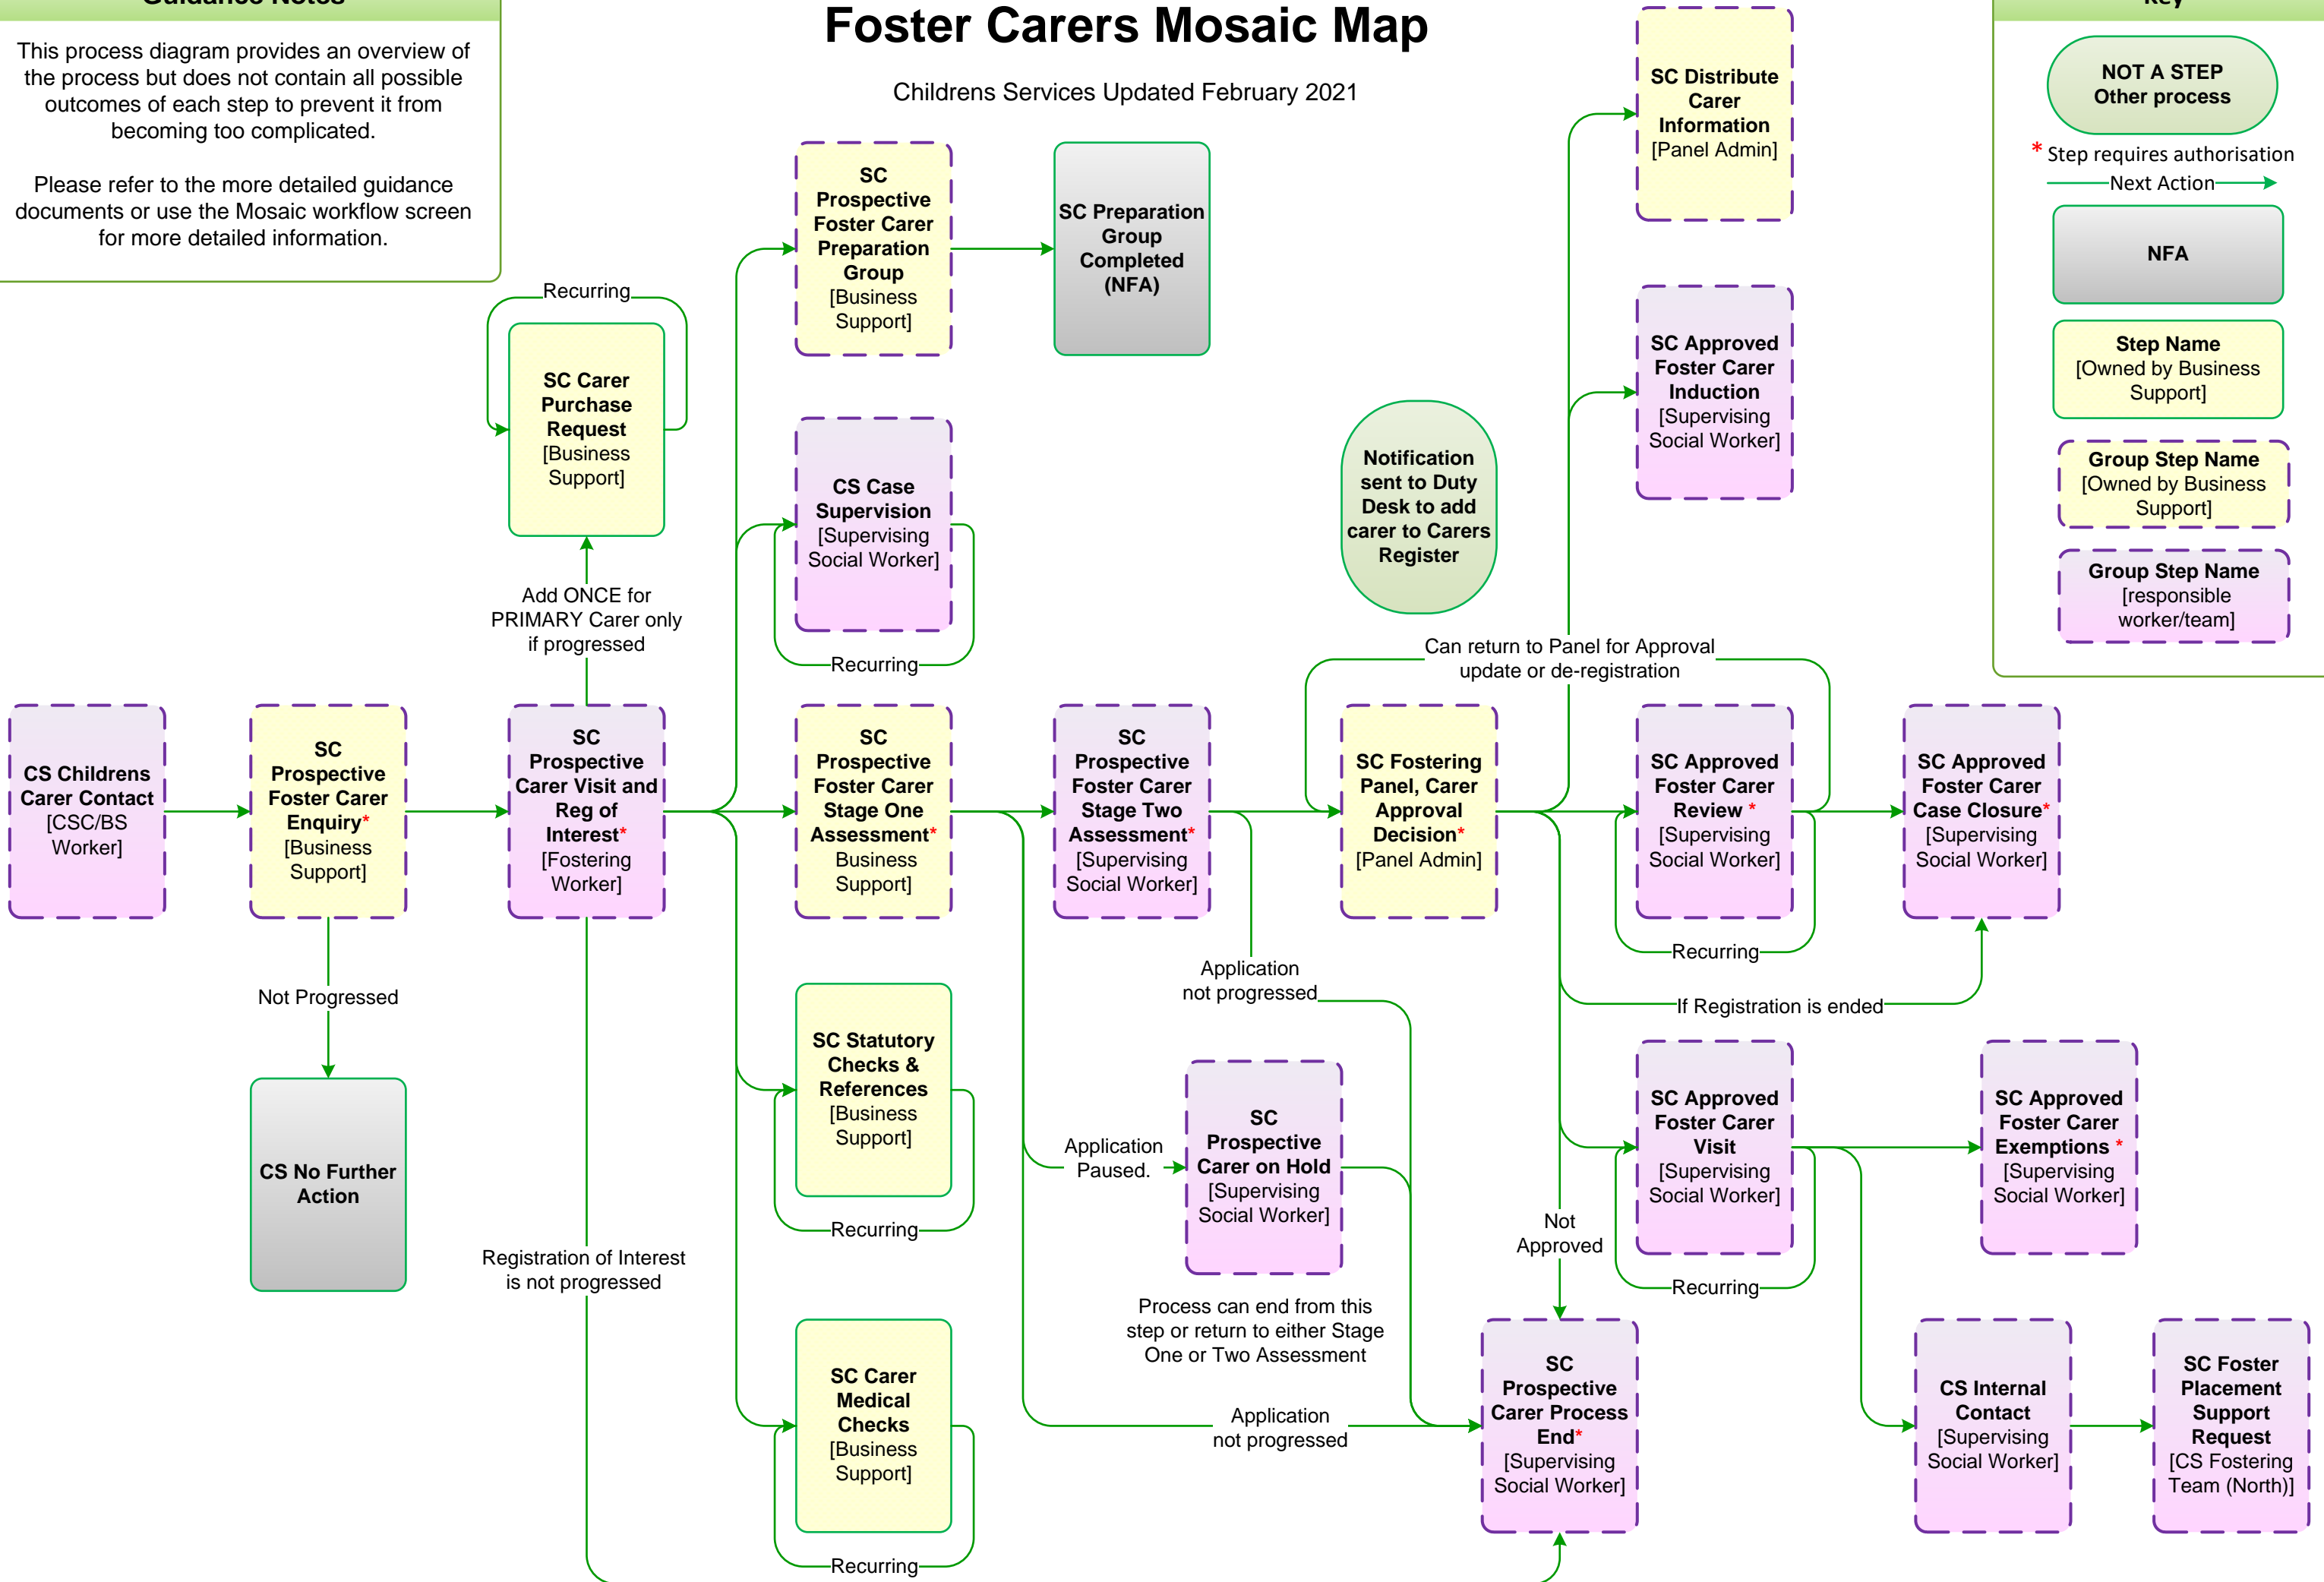 Guidance Notes
This process diagram provides an overview of
the process but does not contain all possible
outcomes of each step to prevent it from
becoming too complicated.
Please refer to the more detailed guidance
documents or use the Mosaic workflow screen
for more detailed information.
Foster Carers Mosaic Map
Childrens Services Updated February 2021
Key
NOT A STEP
Other process
* Step requires authorisation
Next Action
NFA
Step Name
[Owned by Business
Support]
Group Step Name
[Owned by Business
Support]
Group Step Name
[responsible
worker/team]
SC Distribute
Carer
Information
[Panel Admin]
SC
Prospective
Foster Carer
Preparation
Group
[Business
Support]
SC Preparation
Group
Completed
(NFA)
Recurring
SC Carer
Purchase
Request
[Business
Support]
Add ONCE for
PRIMARY Carer only
if progressed
CS Case
Supervision
[Supervising
Social Worker]
Recurring
SC Approved
Foster Carer
Induction
[Supervising
Social Worker]
Notification
sent to Duty
Desk to add
carer to Carers
Register
Can return to Panel for Approval
update or de-registration
CS Childrens
Carer Contact
[CSC/BS
Worker]
SC
Prospective
Foster Carer
Enquiry*
[Business
Support]
SC
Prospective
Carer Visit and
Reg of
Interest*
[Fostering
Worker]
SC
Prospective
Foster Carer
Stage One
Assessment*
Business
Support]
SC
Prospective
Foster Carer
Stage Two
Assessment*
[Supervising
Social Worker]
SC Fostering
Panel, Carer
Approval
Decision*
[Panel Admin]
SC Approved
Foster Carer
Review *
[Supervising
Social Worker]
Recurring
SC Approved
Foster Carer
Case Closure*
[Supervising
Social Worker]
Not Progressed
CS No Further
Action
Registration of Interest
is not progressed
SC Statutory
Checks &
References
[Business
Support]
Recurring
SC Carer
Medical
Checks
[Business
Support]
Recurring
Application
not progressed
Application
Paused.
SC
Prospective
Carer on Hold
[Supervising
Social Worker]
Process can end from this
step or return to either Stage
One or Two Assessment
Application
not progressed
If Registration is ended
Not
Approved
SC
Prospective
Carer Process
End*
[Supervising
Social Worker]
SC Approved
Foster Carer
Visit
[Supervising
Social Worker]
Recurring
SC Approved
Foster Carer
Exemptions *
[Supervising
Social Worker]
CS Internal
Contact
[Supervising
Social Worker]
SC Foster
Placement
Support
Request
[CS Fostering
Team (North)]